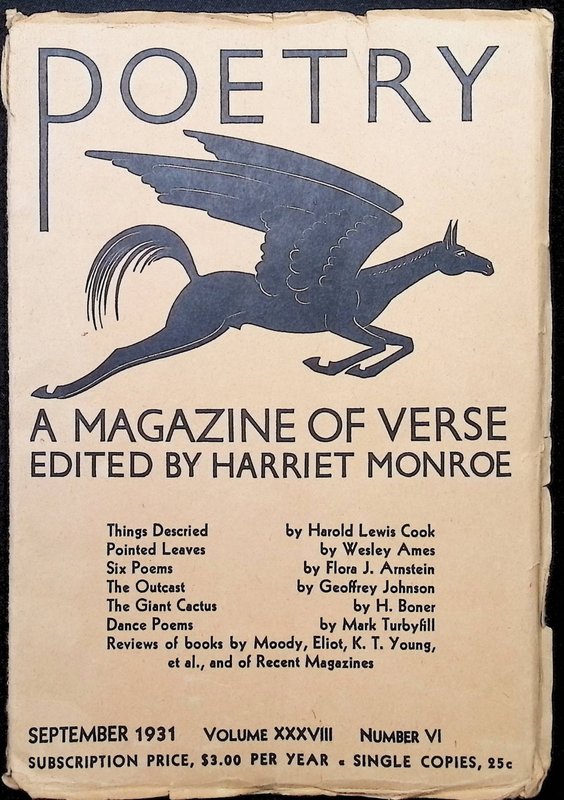 POETRY
A MAGAZINE OF VERSE
EDITED BY HARRIET MONROE
Things Descried by Harold Lewis Cook
Pointed Leaves by Wesley Ames
Six Poems by Flora J. Arnstein
The Outcast by Geoffrey Johnson
The Giant Cactus by H. Boner
Dance Poems by Mark Turbyfill
Reviews of books by Moody, Eliot, K. T. Young,
et al., and of Recent Magazines
SEPTEMBER 1931 VOLUME XXXVIII NUMBER VI
SUBSCRIPTION PRICE, $3.00 PER YEAR • SINGLE COPIES, 25c